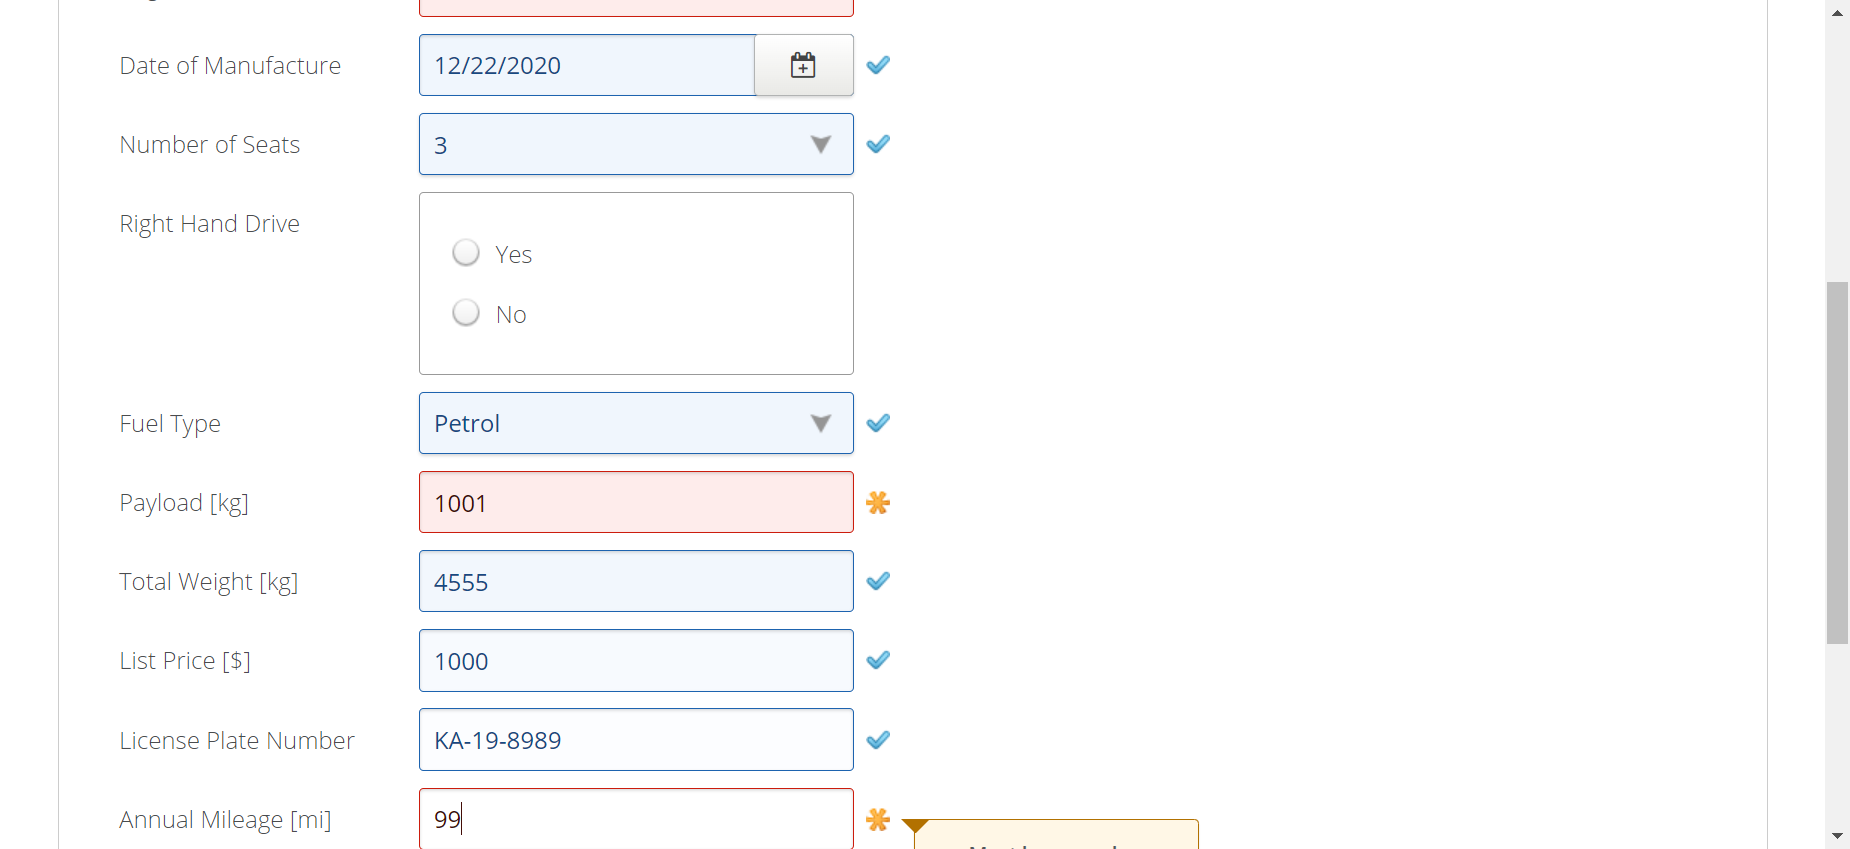 Date of Manufacture 12/22/2020
Number of Seats 3
Right Hand Drive
Yes
No
Fuel Type Petrol
Payload [kg] 1001
Total Weight [kg] 4555
List Price [$] 1000
License Plate Number KA-19-8989
Annual Mileage [mi] 99